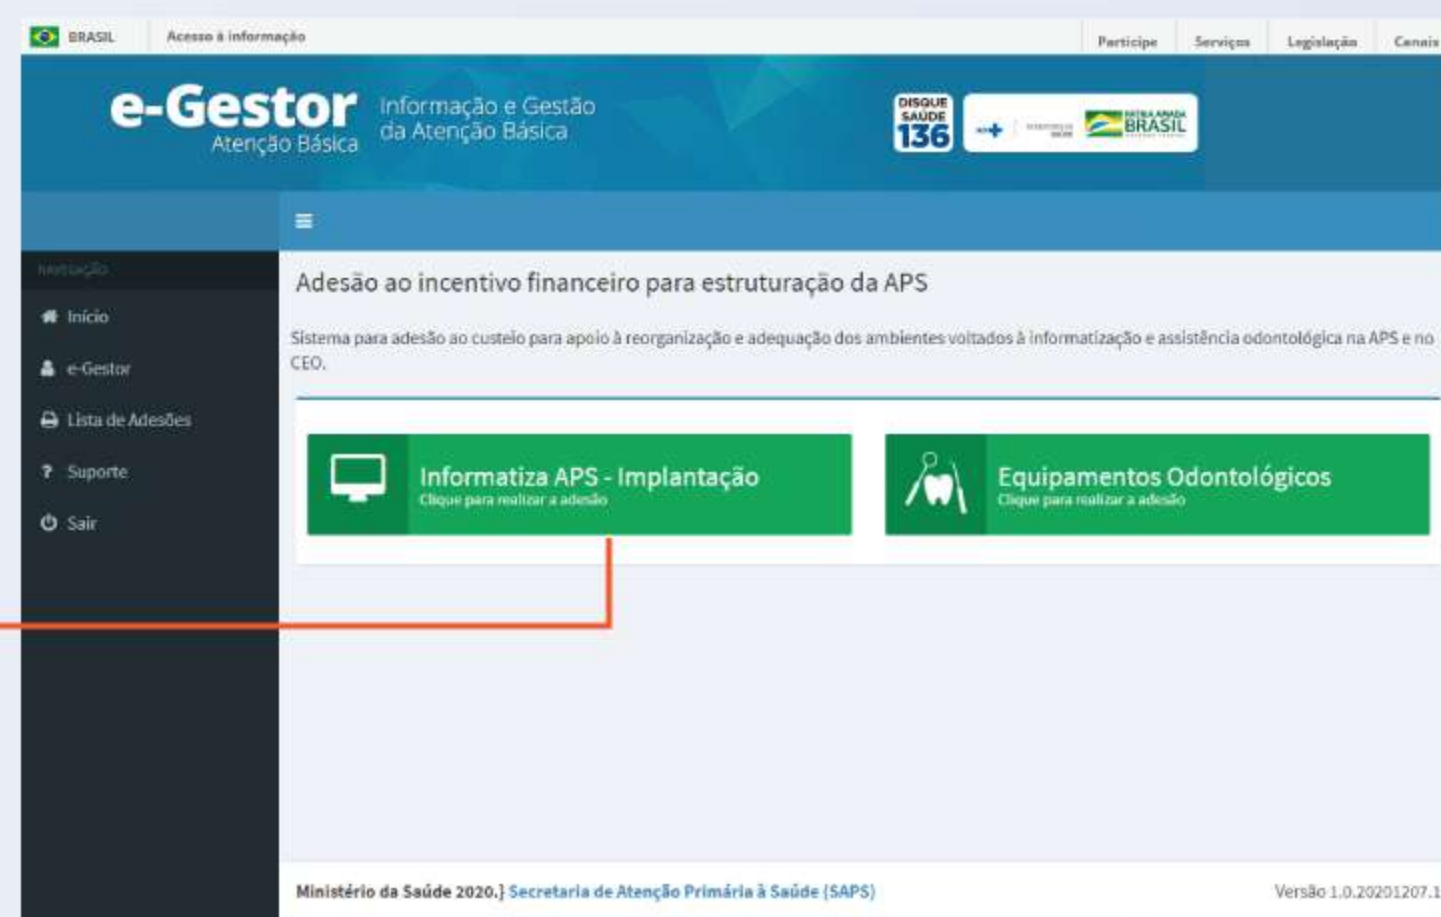 BRASIL Acesso à informação Participe Serviços Legislação Canais
e-Gestor
Atenção Básica
Informação e Gestão
da Atenção Básica
DISQUE
SAÚDE
136
PÁTRIA AMADA
BRASIL
NAVEGAÇÃO
Início
e-Gestor
Lista de Adesões
? Suporte
Sair
Adesão ao incentivo financeiro para estruturação da APS
Sistema para adesão ao custeio para apoio à reorganização e adequação dos ambientes voltados à informatização e assistência odontológica na APS e no
CEO.
Informatiza APS - Implantação
Clique para realizar a adesão
Equipamentos Odontológicos
Clique para realizar a adesão
Ministério da Saúde 2020.} Secretaria de Atenção Primária à Saúde (SAPS) Versão 1.0.20201207.1